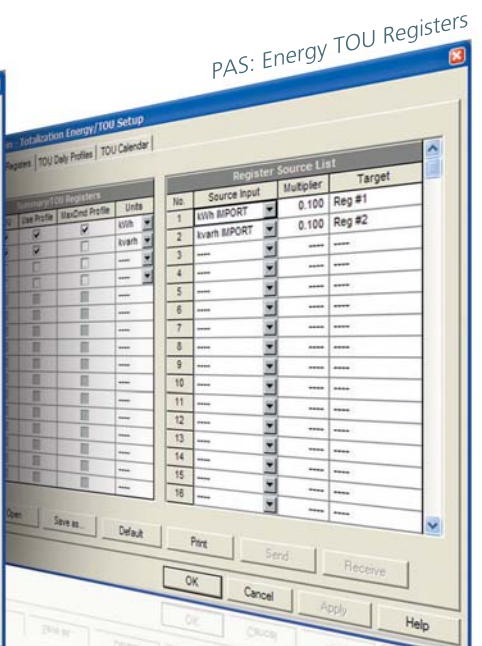 PAS: Energy TOU Registers
- Totalization Energy/TOU Setup
Registers TOU Daily Profiles TOU Calendar
Summary/TOU Registers
Use Profile MaxDmd Profile Units
kWh
kvarh
----
----
----
----
----
----
----
----
----
----
----
----
----
----
Register Source List
No. Source Input Multiplier Target
1 kWh IMPORT 0.100 Reg #1
2 kvarh IMPORT 0.100 Reg #2
3 ---- ---- ----
4 ---- ---- ----
5 ---- ---- ----
6 ---- ---- ----
7 ---- ---- ----
8 ---- ---- ----
9 ---- ---- ----
10 ---- ---- ----
11 ---- ---- ----
12 ---- ---- ----
13 ---- ---- ----
14 ---- ---- ----
15 ---- ---- ----
16 ---- ---- ----
Open Save as... Default Print Send Receive
OK Cancel Apply Help